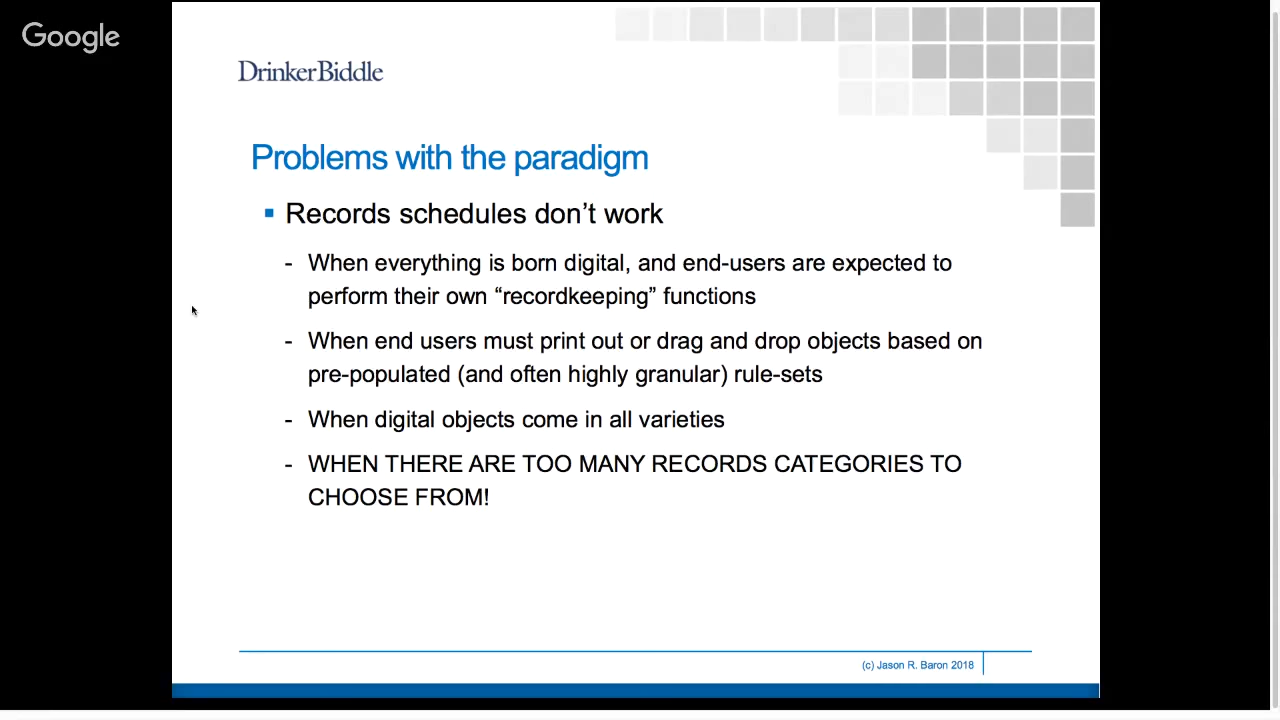 Google
DrinkerBiddle
Problems with the paradigm
▪ Records schedules don’t work
- When everything is born digital, and end-users are expected to
perform their own “recordkeeping” functions
- When end users must print out or drag and drop objects based on
pre-populated (and often highly granular) rule-sets
- When digital objects come in all varieties
- WHEN THERE ARE TOO MANY RECORDS CATEGORIES TO
CHOOSE FROM!
(c) Jason R. Baron 2018